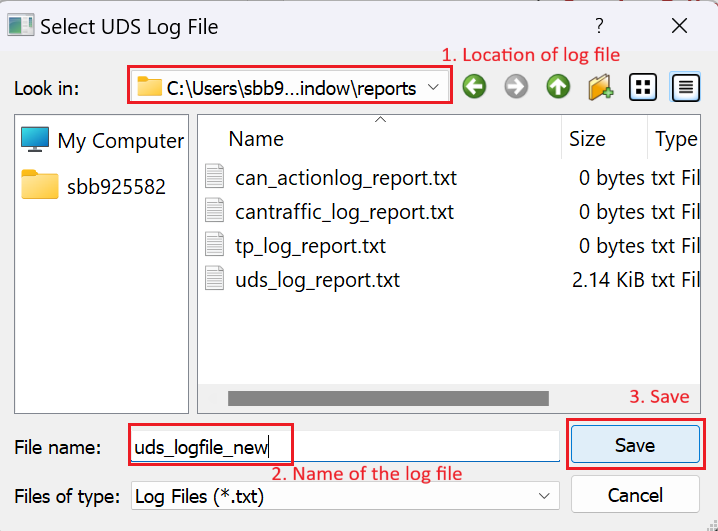 Select UDS Log File
?
1. Location of log file
Look in:
C:\Users\sbb9...indow\reports
My Computer
sbb925582
Name Size Type
can_actionlog_report.txt 0 bytes txt Fil
cantraffic_log_report.txt 0 bytes txt Fil
tp_log_report.txt 0 bytes txt Fil
uds_log_report.txt 2.14 KiB txt Fil
3. Save
File name: uds_logfile_new Save
2. Name of the log file
Files of type: Log Files (*.txt) Cancel